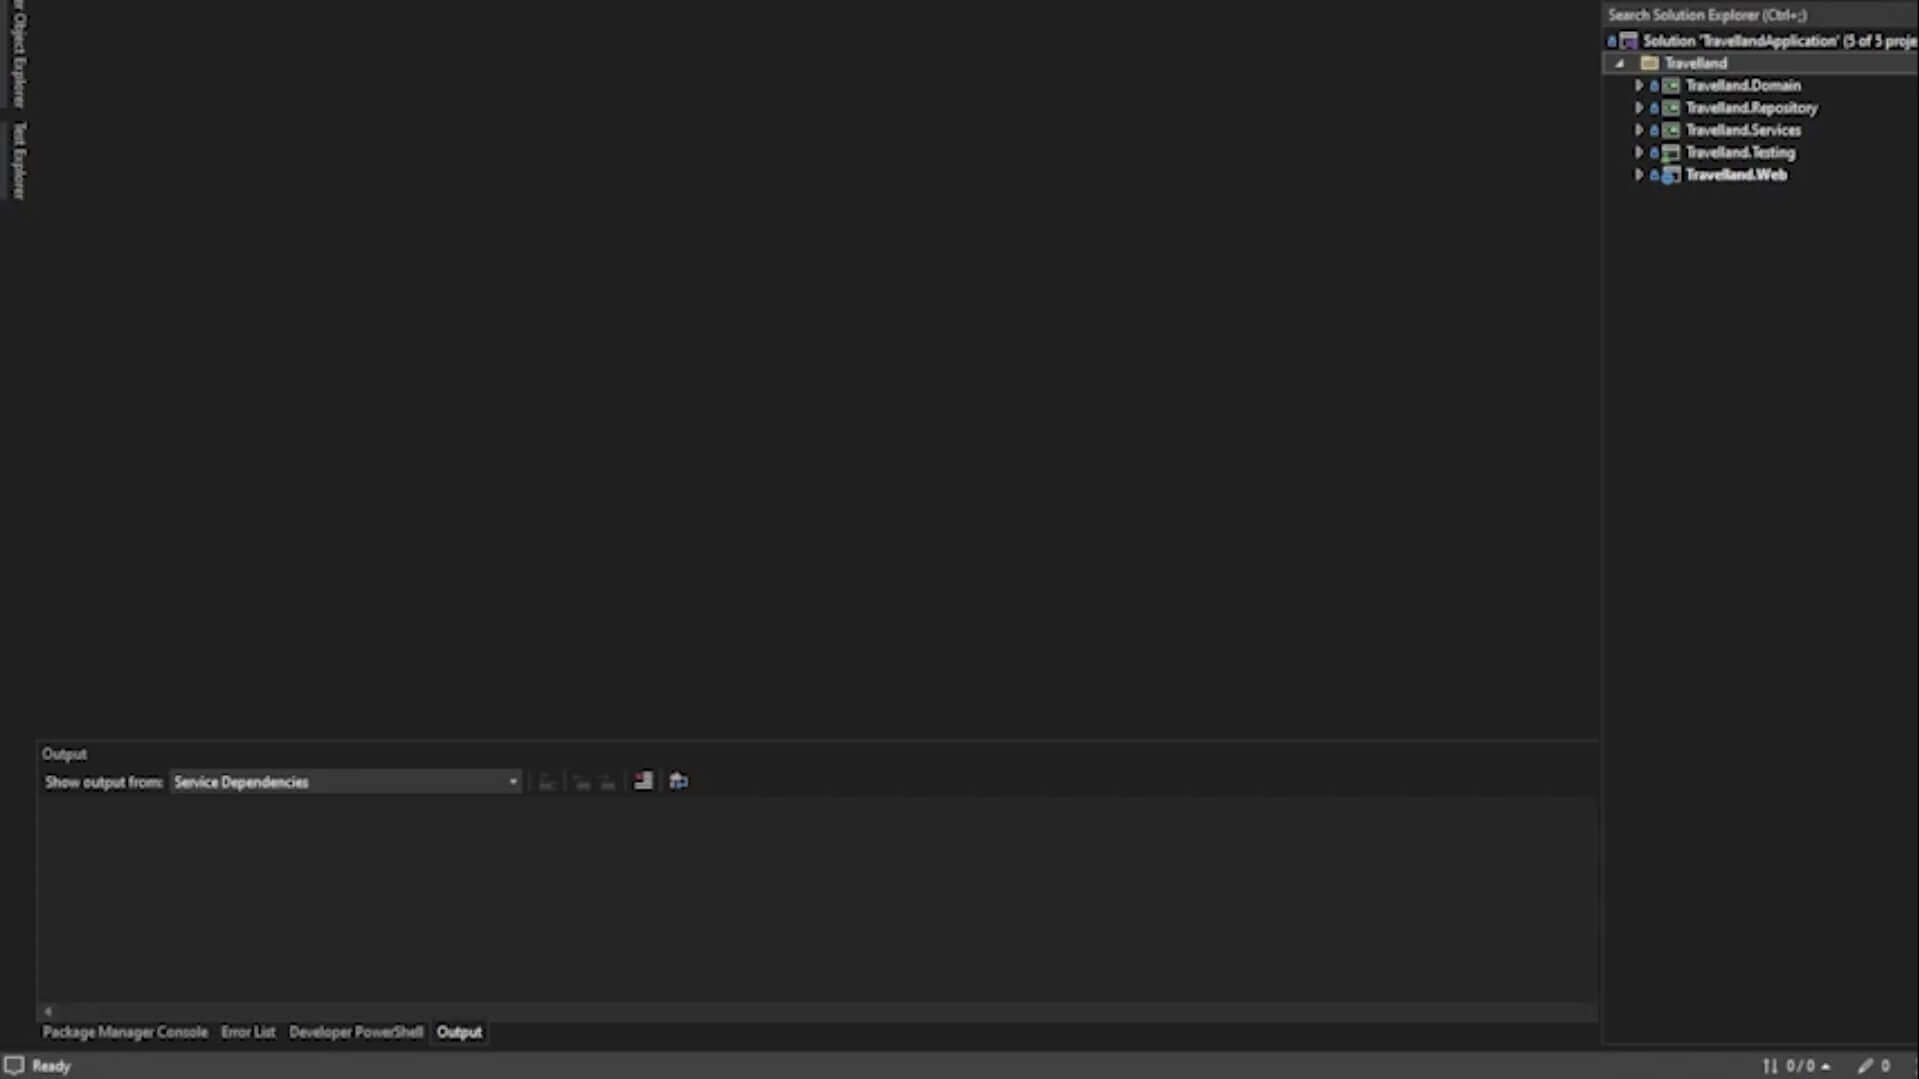 er Object Explorer
Test Explorer
Search Solution Explorer (Ctrl+;)
Solution 'TravellandApplication' (5 of 5 proje
Travelland
Travelland.Domain
Travelland.Repository
Travelland.Services
Travelland.Testing
Travelland.Web
Output
Show output from: Service Dependencies
Package Manager Console Error List Developer PowerShell Output
Ready
0 / 0
0